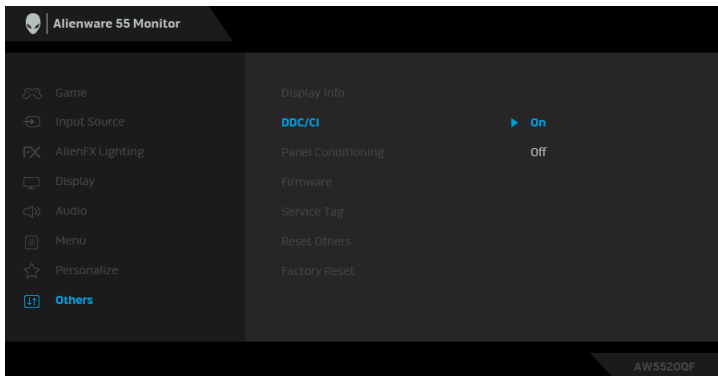 Alienware 55 Monitor
Game
Display Info
Input Source
DDC/CI
On
AlienFX Lighting
Panel Conditioning
Off
Display
Firmware
Audio
Service Tag
Menu
Reset Others
Personalize
Factory Reset
Others
AW5520QF